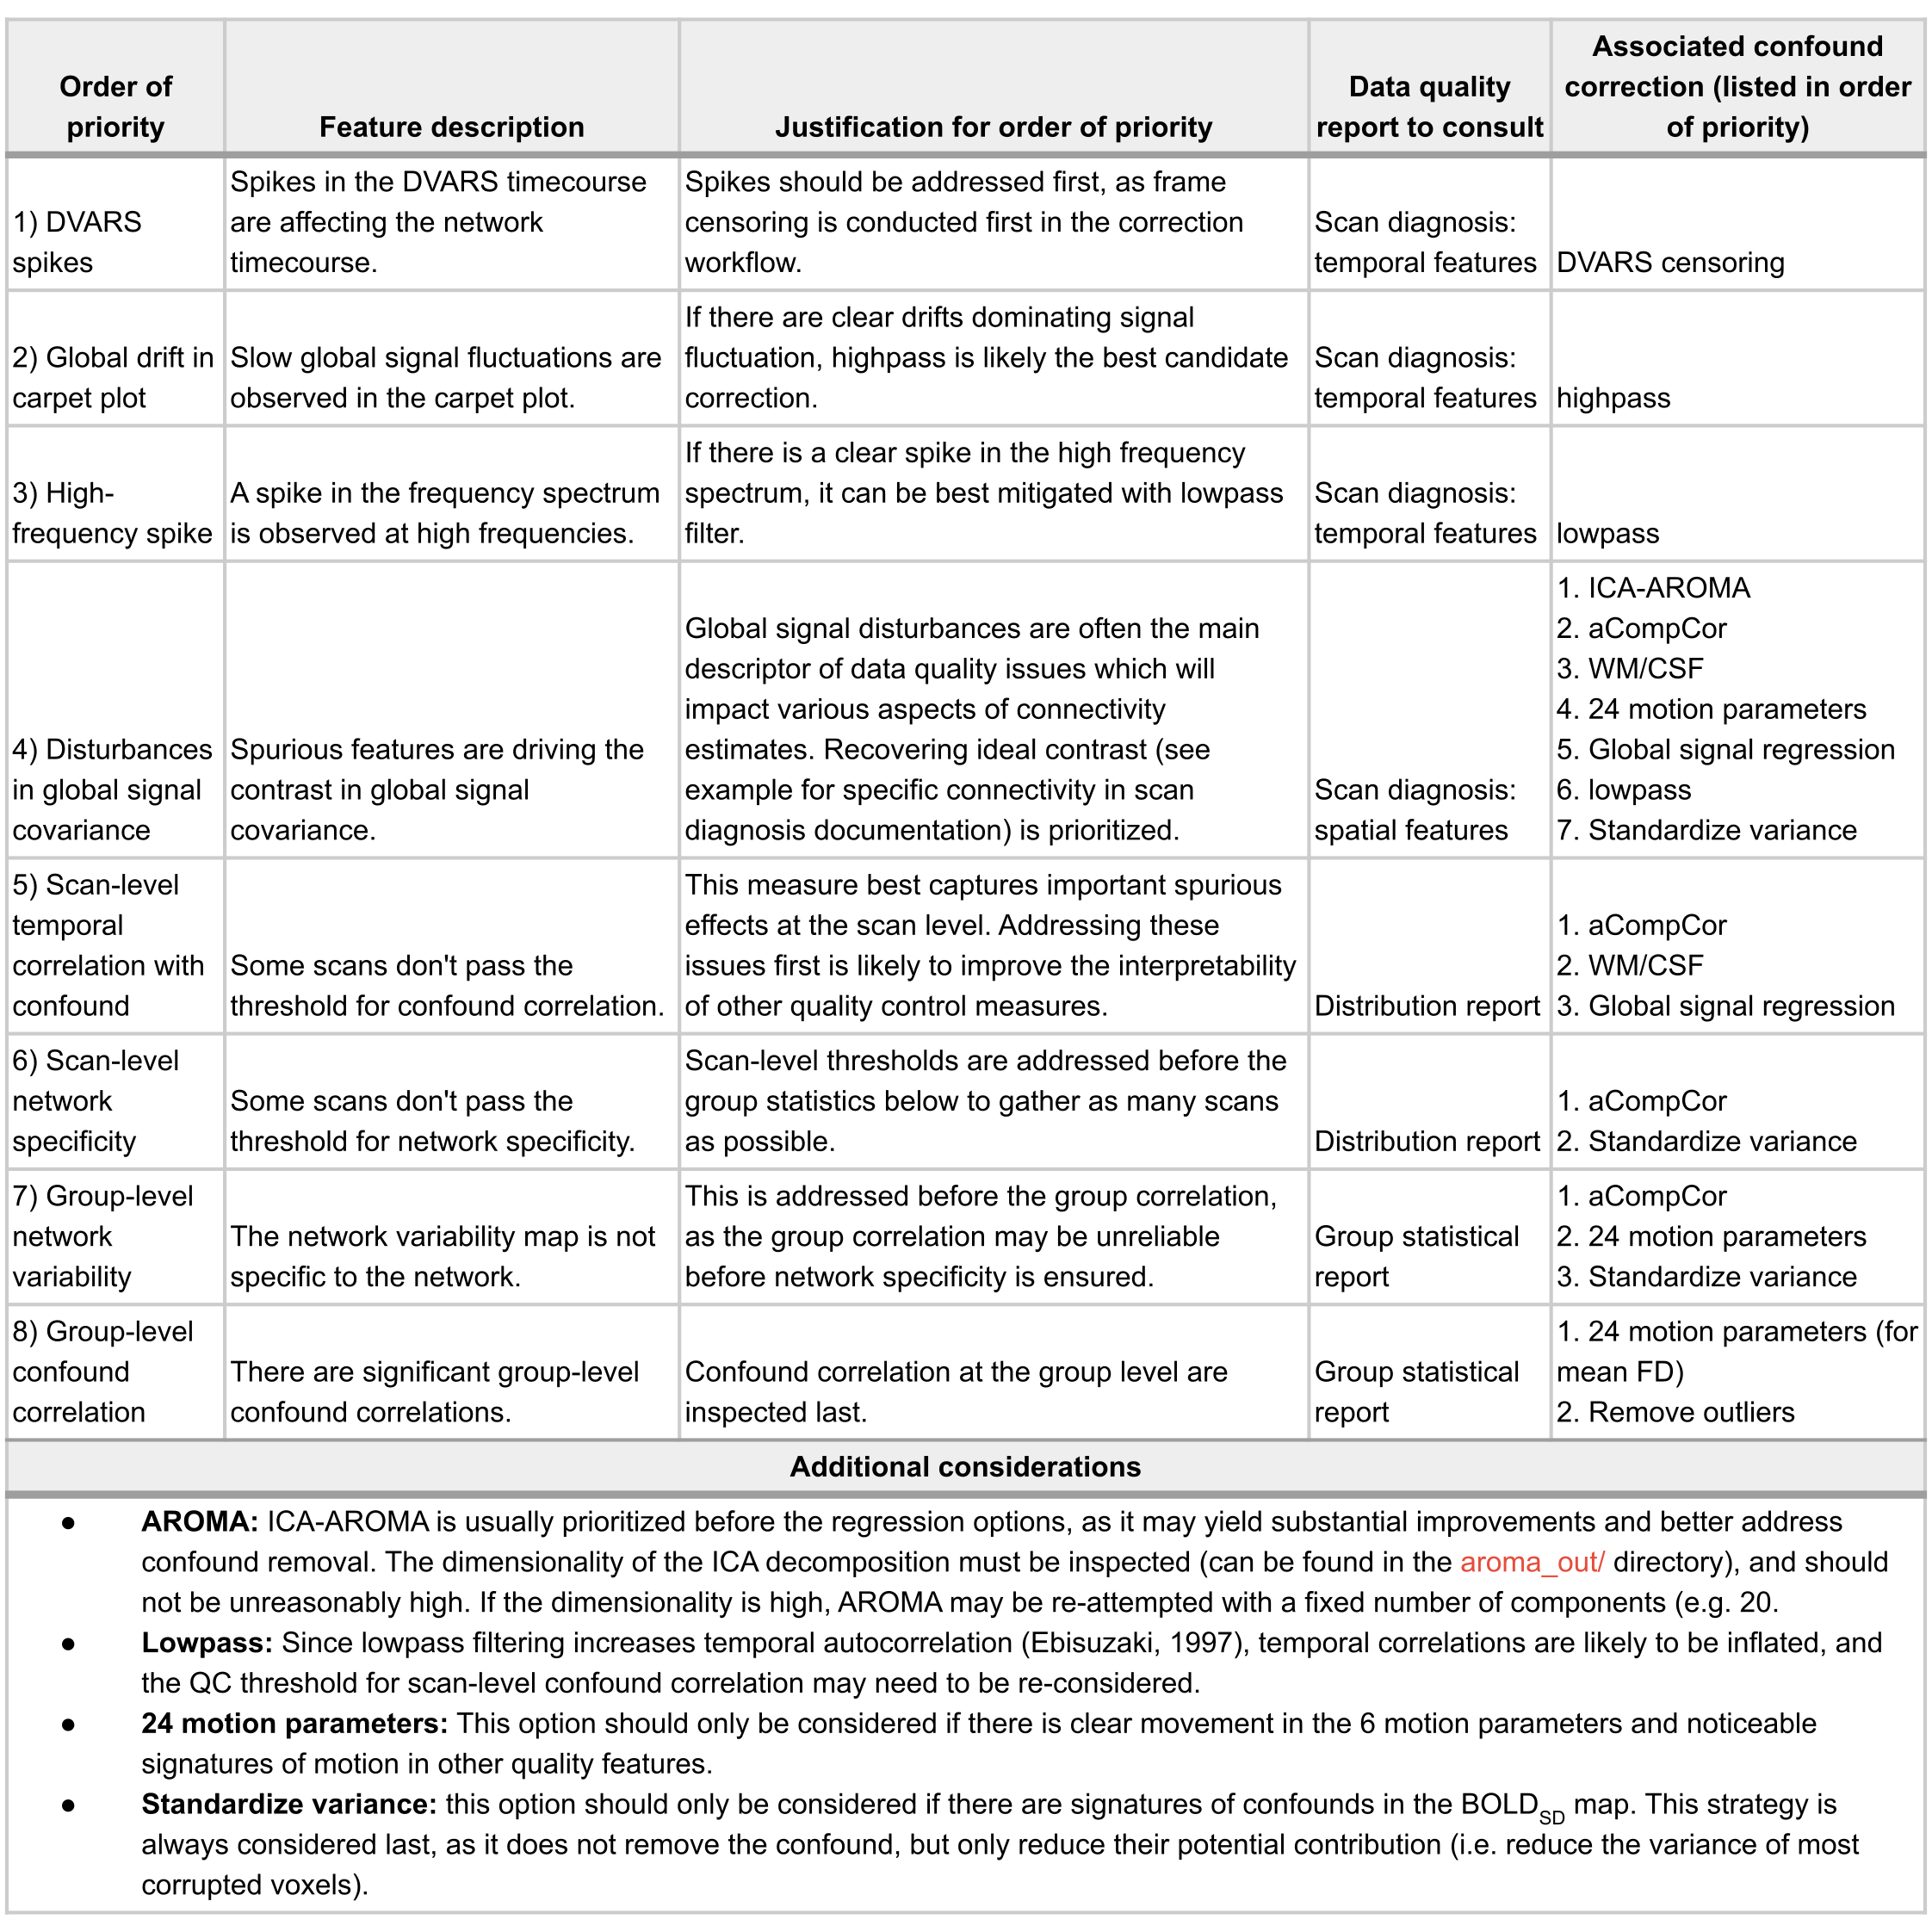 Order of
priority
Feature description
Justification for order of priority
Data quality
report to consult
Associated confound
correction (listed in order
of priority)
1) DVARS
spikes
Spikes in the DVARS timecourse
are affecting the network
timecourse.
Spikes should be addressed first, as frame
censoring is conducted first in the correction
workflow.
Scan diagnosis:
temporal features
DVARS censoring
2) Global drift in
carpet plot
Slow global signal fluctuations are
observed in the carpet plot.
If there are clear drifts dominating signal
fluctuation, highpass is likely the best candidate
correction.
Scan diagnosis:
temporal features
highpass
3) High-
frequency spike
A spike in the frequency spectrum
is observed at high frequencies.
If there is a clear spike in the high frequency
spectrum, it can be best mitigated with lowpass
filter.
Scan diagnosis:
temporal features
lowpass
4) Disturbances
in global signal
covariance
Spurious features are driving the
contrast in global signal
covariance.
Global signal disturbances are often the main
descriptor of data quality issues which will
impact various aspects of connectivity
estimates. Recovering ideal contrast (see
example for specific connectivity in scan
diagnosis documentation) is prioritized.
Scan diagnosis:
spatial features
1. ICA-AROMA
2. aCompCor
3. WM/CSF
4. 24 motion parameters
5. Global signal regression
6. lowpass
7. Standardize variance
5) Scan-level
temporal
correlation with
confound
Some scans don't pass the
threshold for confound correlation.
This measure best captures important spurious
effects at the scan level. Addressing these
issues first is likely to improve the interpretability
of other quality control measures.
Distribution report
1. aCompCor
2. WM/CSF
3. Global signal regression
6) Scan-level
network
specificity
Some scans don't pass the
threshold for network specificity.
Scan-level thresholds are addressed before the
group statistics below to gather as many scans
as possible.
Distribution report
1. aCompCor
2. Standardize variance
7) Group-level
network
variability
The network variability map is not
specific to the network.
This is addressed before the group correlation,
as the group correlation may be unreliable
before network specificity is ensured.
Group statistical
report
1. aCompCor
2. 24 motion parameters
3. Standardize variance
8) Group-level
confound
correlation
There are significant group-level
confound correlations.
Confound correlation at the group level are
inspected last.
Group statistical
report
1. 24 motion parameters (for
mean FD)
2. Remove outliers
Additional considerations
● AROMA: ICA-AROMA is usually prioritized before the regression options, as it may yield substantial improvements and better address
confound removal. The dimensionality of the ICA decomposition must be inspected (can be found in the aroma_out/ directory), and should
not be unreasonably high. If the dimensionality is high, AROMA may be re-attempted with a fixed number of components (e.g. 20.
● Lowpass: Since lowpass filtering increases temporal autocorrelation (Ebisuzaki, 1997), temporal correlations are likely to be inflated, and
the QC threshold for scan-level confound correlation may need to be re-considered.
● 24 motion parameters: This option should only be considered if there is clear movement in the 6 motion parameters and noticeable
signatures of motion in other quality features.
● Standardize variance: this option should only be considered if there are signatures of confounds in the BOLDSD map. This strategy is
always considered last, as it does not remove the confound, but only reduce their potential contribution (i.e. reduce the variance of most
corrupted voxels).